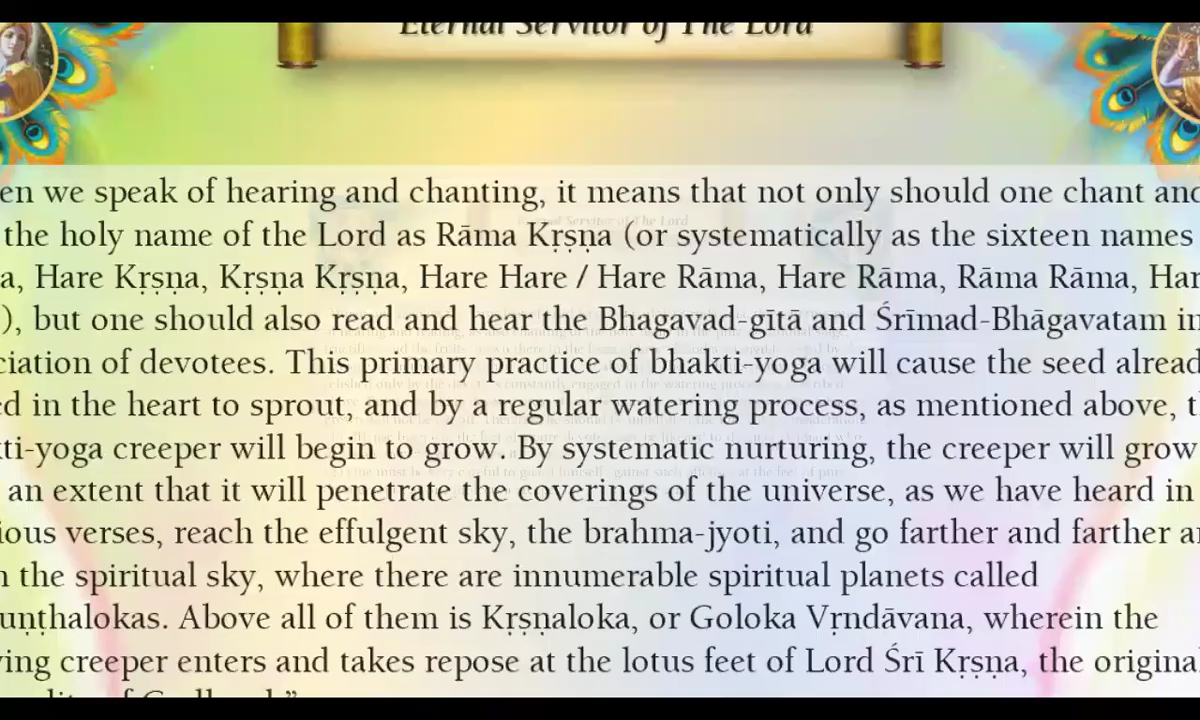 Eternal Servitor of The Lord
en we speak of hearing and chanting, it means that not only should one chant and
the holy name of the Lord as Rāma Kṛṣṇa (or systematically as the sixteen names
a, Hare Kṛṣṇa, Kṛṣṇa Kṛṣṇa, Hare Hare / Hare Rāma, Hare Rāma, Rāma Rāma, Har
), but one should also read and hear the Bhagavad-gītā and Śrīmad-Bhāgavatam in
ciation of devotees. This primary practice of bhakti-yoga will cause the seed alread
ed in the heart to sprout, and by a regular watering process, as mentioned above, t
kti-yoga creeper will begin to grow. By systematic nurturing, the creeper will grow
an extent that it will penetrate the coverings of the universe, as we have heard in
ious verses, reach the effulgent sky, the brahma-jyoti, and go farther and farther a
n the spiritual sky, where there are innumerable spiritual planets called
uṇṭhalokas. Above all of them is Kṛṣṇaloka, or Goloka Vṛndāvana, wherein the
ing creeper enters and takes repose at the lotus feet of Lord Śrī Kṛṣṇa, the original